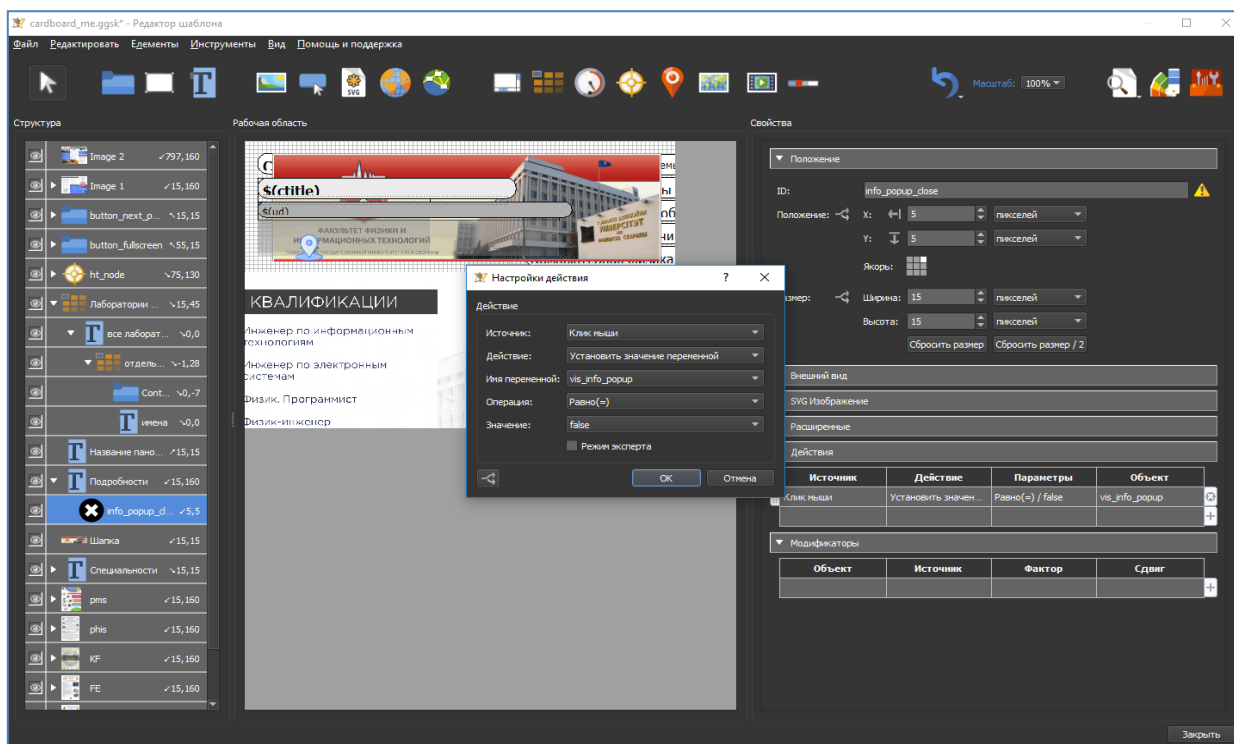 cardboard_me.ggsk* - Редактор шаблона
Файл Редактировать Елементы Инструменты Вид Помощь и поддержка
SVG
Масштаб: 100%
Структура
Рабочая область
Свойства
Image 2 797,160
Image 1 15,160
button_next_p... 15,15
button_fullscreen 55,15
ht_node 75,130
Лаборатории ... 15,45
все лаборат... 0,0
отдель... -1,28
Cont... 0,-7
имена 0,0
Название пано... 15,15
Подробности 15,160
info_popup_cl... 5,5
Шапка 15,15
Специальности 15,15
pms 15,160
phis 15,160
KF 15,160
FE 15,160
$(ctitle)
$(ud)
ФАКУЛЬТЕТ ФИЗИКИ И
ИНФОРМАЦИОННЫХ ТЕХНОЛОГИЙ
КВАЛИФИКАЦИИ
Инженер по информационным
технологиям
Инженер по электронным
системам
Физик. Программист
Физик-инженер
Настройки действия ?
Действие
Источник: Клик мыши
Действие: Установить значение переменной
Имя переменной: vis_info_popup
Операция: Равно(=)
Значение: false
Режим эксперта
OK Отмена
Положение
ID: info_popup_close
Положение: X: 5 пикселей
Y: 5 пикселей
Якорь:
азмер: Ширина: 15 пикселей
Высота: 15 пикселей
Сбросить размер Сбросить размер / 2
Внешний вид
SVG Изображение
Расширенные
Действия
Источник Действие Параметры Объект
Клик мыши Установить значен... Равно(=) / false vis_info_popup
Модификаторы
Объект Источник Фактор Сдвиг
Закрыть